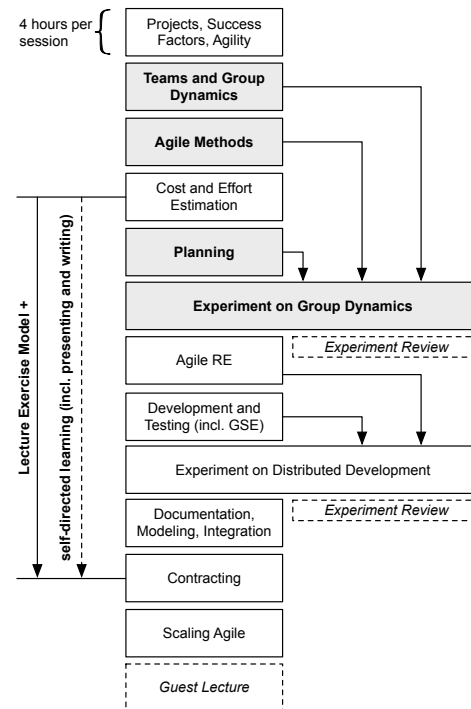 4 hours per
session
Projects, Success
Factors, Agility
Teams and Group
Dynamics
Agile Methods
Cost and Effort
Estimation
Planning
Experiment on Group Dynamics
Lecture Exercise Model +
self-directed learning (incl. presenting and writing)
Agile RE
Experiment Review
Development and
Testing (incl. GSE)
Experiment on Distributed Development
Documentation,
Modeling, Integration
Experiment Review
Contracting
Scaling Agile
Guest Lecture